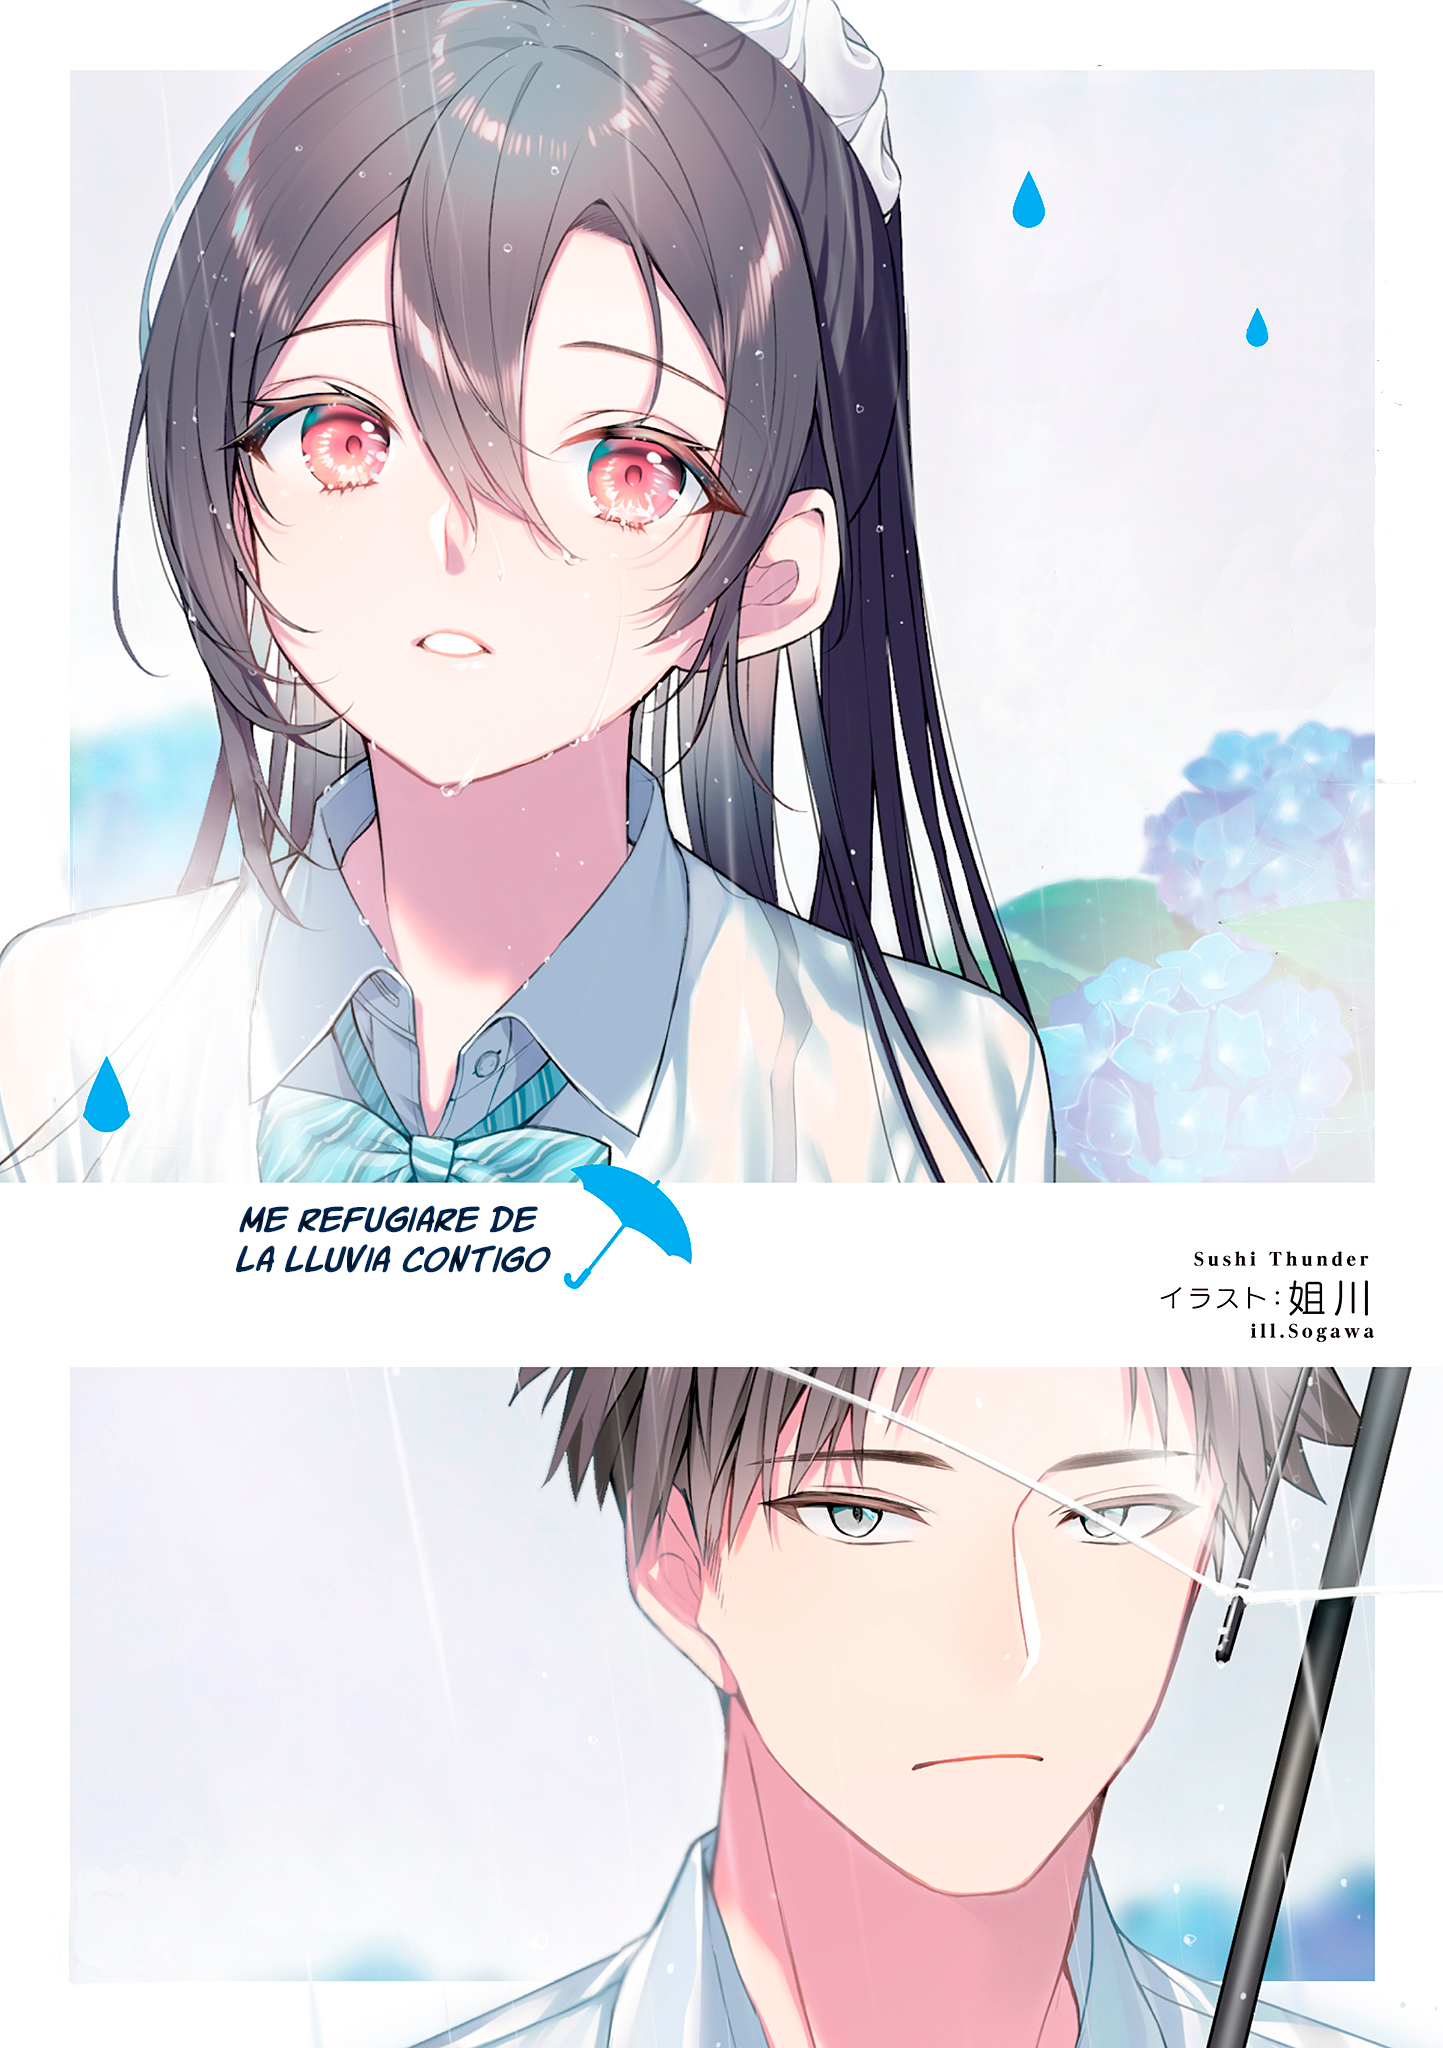 ME REFUGIARE DE
LA LLUVIA CONTIGO
Sushi Thunder
イラスト:姐川
ill.Sogawa